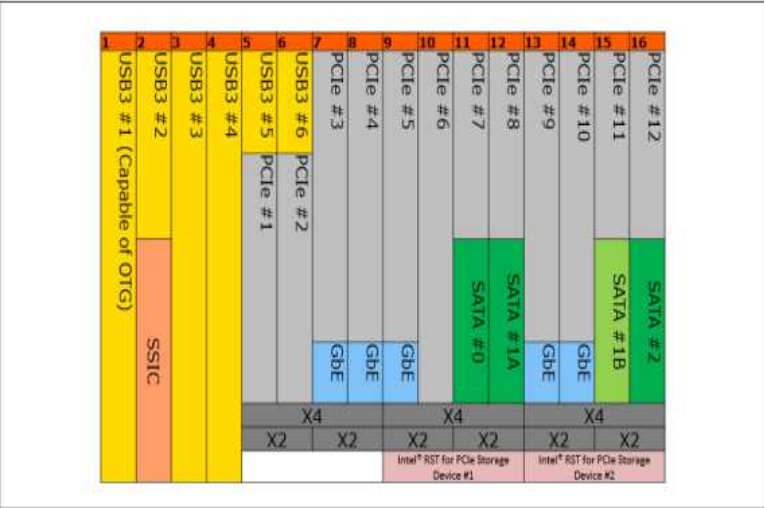 1 2 3 4 5 6 7 8 9 10 11 12 13 14 15 16
USB3 #1 (Capable of OTG)
USB3 #2
USB3 #3
USB3 #4
USB3 #5
USB3 #6
PCIe #3
PCIe #4
PCIe #5
PCIe #6
PCIe #7
PCIe #8
PCIe #9
PCIe #10
PCIe #11
PCIe #12
PCIe #1
PCIe #2
SSIC
SATA #0
SATA #1A
SATA #1B
SATA #2
GbE
GbE
GbE
GbE
GbE
X4 X4 X4
X2 X2 X2 X2 X2 X2
Intel® RST for PCIe Storage
Device #1
Intel® RST for PCIe Storage
Device #2